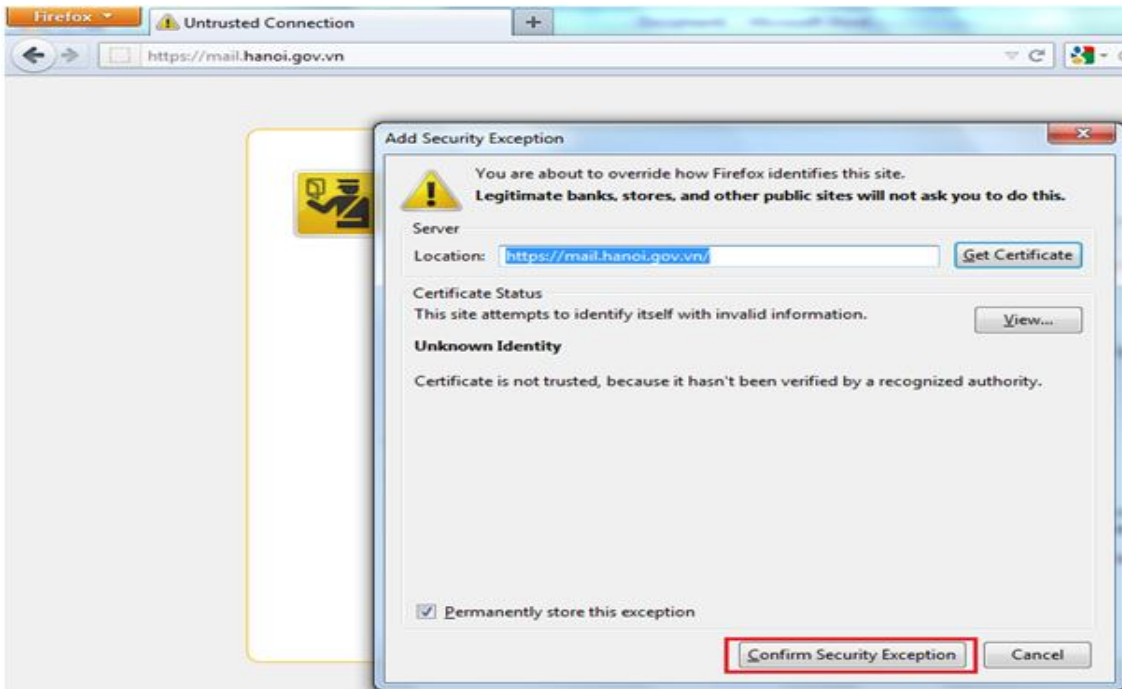 Firefox
Untrusted Connection
https://mail.hanoi.gov.vn
Add Security Exception
You are about to override how Firefox identifies this site.
Legitimate banks, stores, and other public sites will not ask you to do this.
Server
Location: https://mail.hanoi.gov.vn/ Get Certificate
Certificate Status
This site attempts to identify itself with invalid information. View...
Unknown Identity
Certificate is not trusted, because it hasn't been verified by a recognized authority.
Permanently store this exception
Confirm Security Exception Cancel